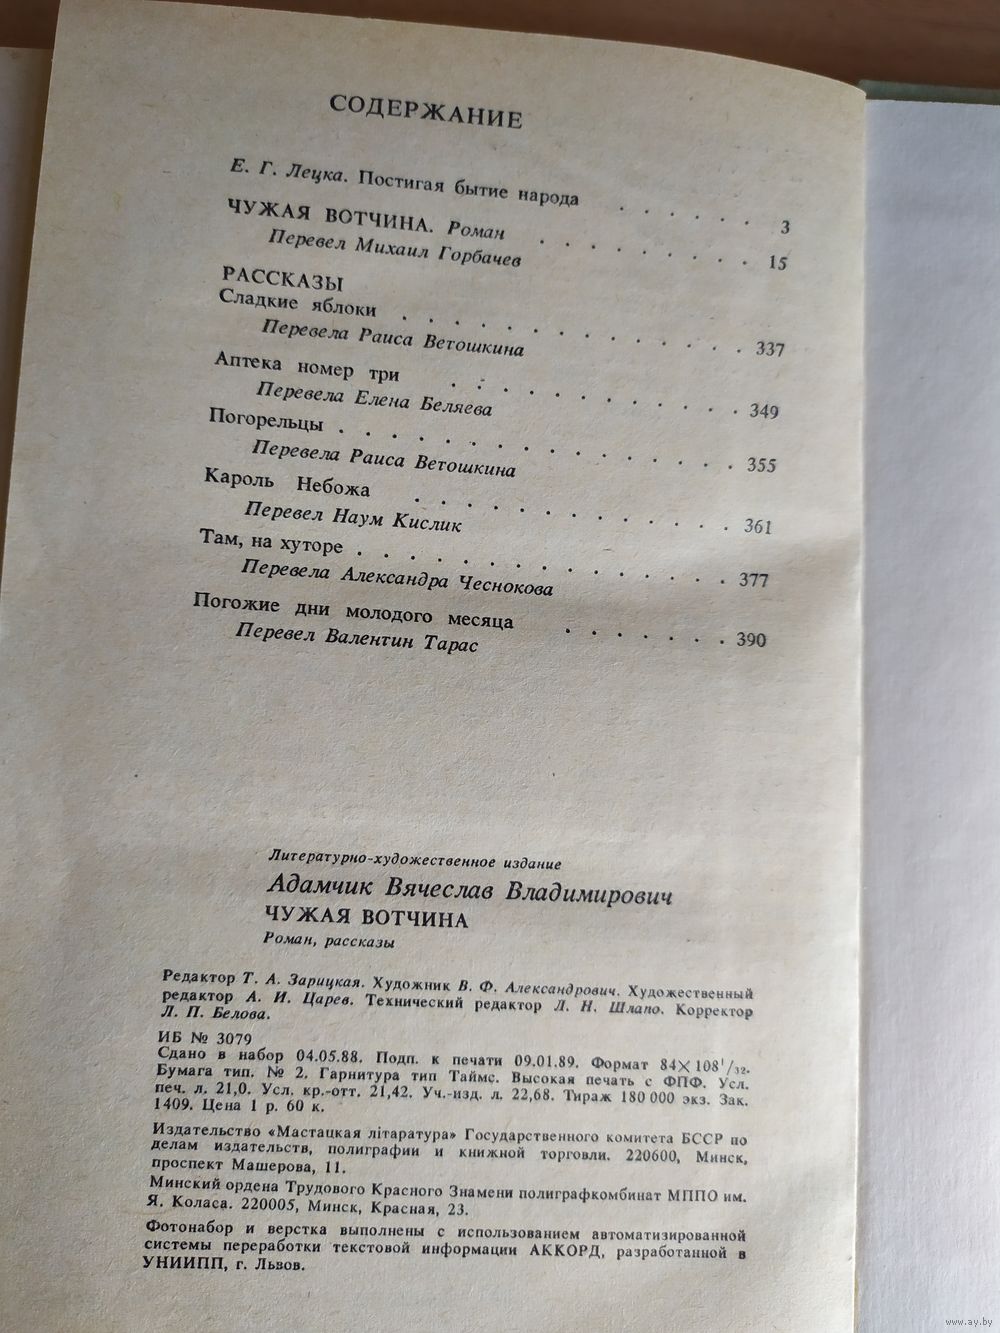 СОДЕРЖАНИЕ
Е. Г. Лецка. Постигая бытие народа . . . . . . 3
ЧУЖАЯ ВОТЧИНА. Роман . . . . . . . . . 15
Перевел Михаил Горбачев
РАССКАЗЫ
Сладкие яблоки . . . . . . . . . . . . . . 337
Перевела Раиса Ветошкина
Аптека номер три . . . . . . . . . . . . 349
Перевела Елена Беляева
Погорельцы . . . . . . . . . . . . . . . . 355
Перевела Раиса Ветошкина
Кароль Небожа . . . . . . . . . . . . . 361
Перевел Наум Кислик
Там, на хуторе . . . . . . . . . . . . . . . 377
Перевела Александра Чеснокова
Погожие дни молодого месяца . . . . . . . 390
Перевел Валентин Тарас
Литературно-художественное издание
Адамчик Вячеслав Владимирович
ЧУЖАЯ ВОТЧИНА
Роман, рассказы
Редактор Т. А. Зарицкая. Художник В. Ф. Александрович. Художественный
редактор А. И. Царев. Технический редактор Л. Н. Шлапо. Корректор
Л. П. Белова.
ИБ № 3079
Сдано в набор 04.05.88. Подп. к печати 09.01.89. Формат 84×108¹/₃₂.
Бумага тип. № 2. Гарнитура тип Таймс. Высокая печать с ФПФ. Усл.
печ. л. 21,0. Усл. кр.-отт. 21,42. Уч.-изд. л. 22,68. Тираж 180 000 экз. Зак.
1409. Цена 1 р. 60 к.
Издательство «Мастацкая літаратура» Государственного комитета БССР по
делам издательств, полиграфии и книжной торговли. 220600, Минск,
проспект Машерова, 11.
Минский ордена Трудового Красного Знамени полиграфкомбинат МППО им.
Я. Коласа. 220005, Минск, Красная, 23.
Фотонабор и верстка выполнены с использованием автоматизированной
системы переработки текстовой информации АККОРД, разработанной в
УНИИПП, г. Львов.
www.ay.by